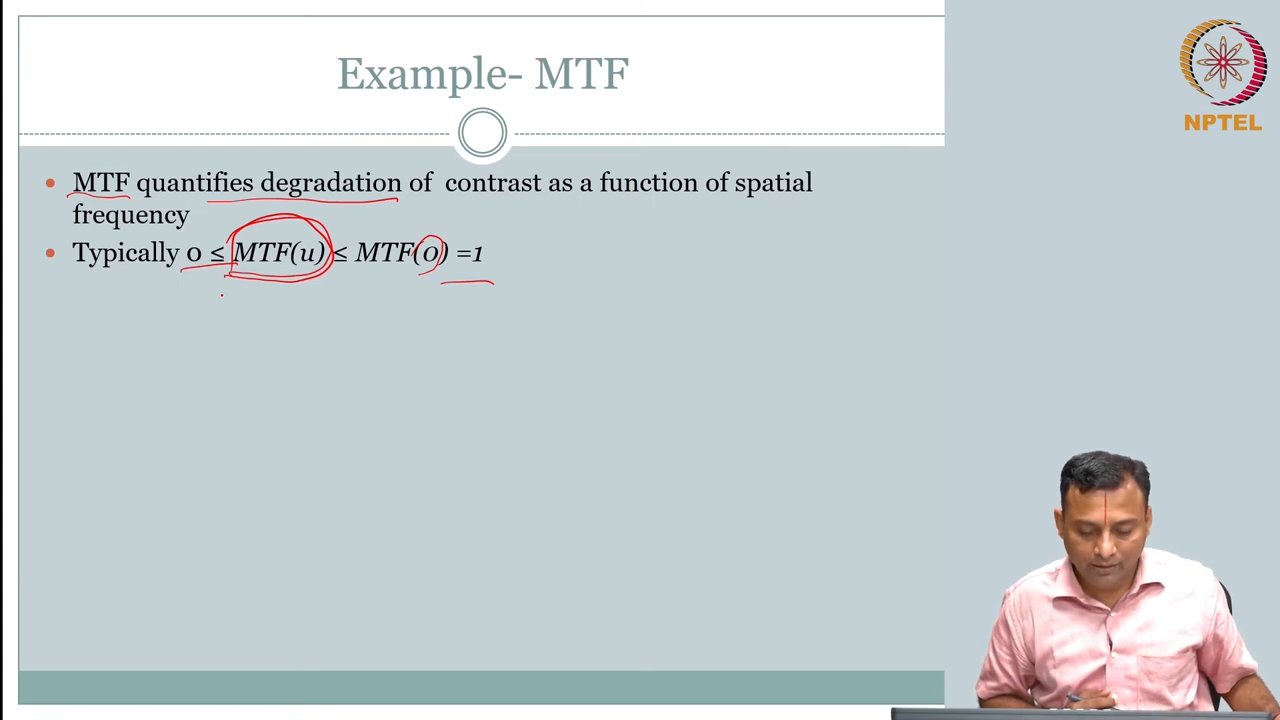 Example- MTF
NPTEL
MTF quantifies degradation of contrast as a function of spatial
frequency
Typically 0 ≤ MTF(u) ≤ MTF(0) =1